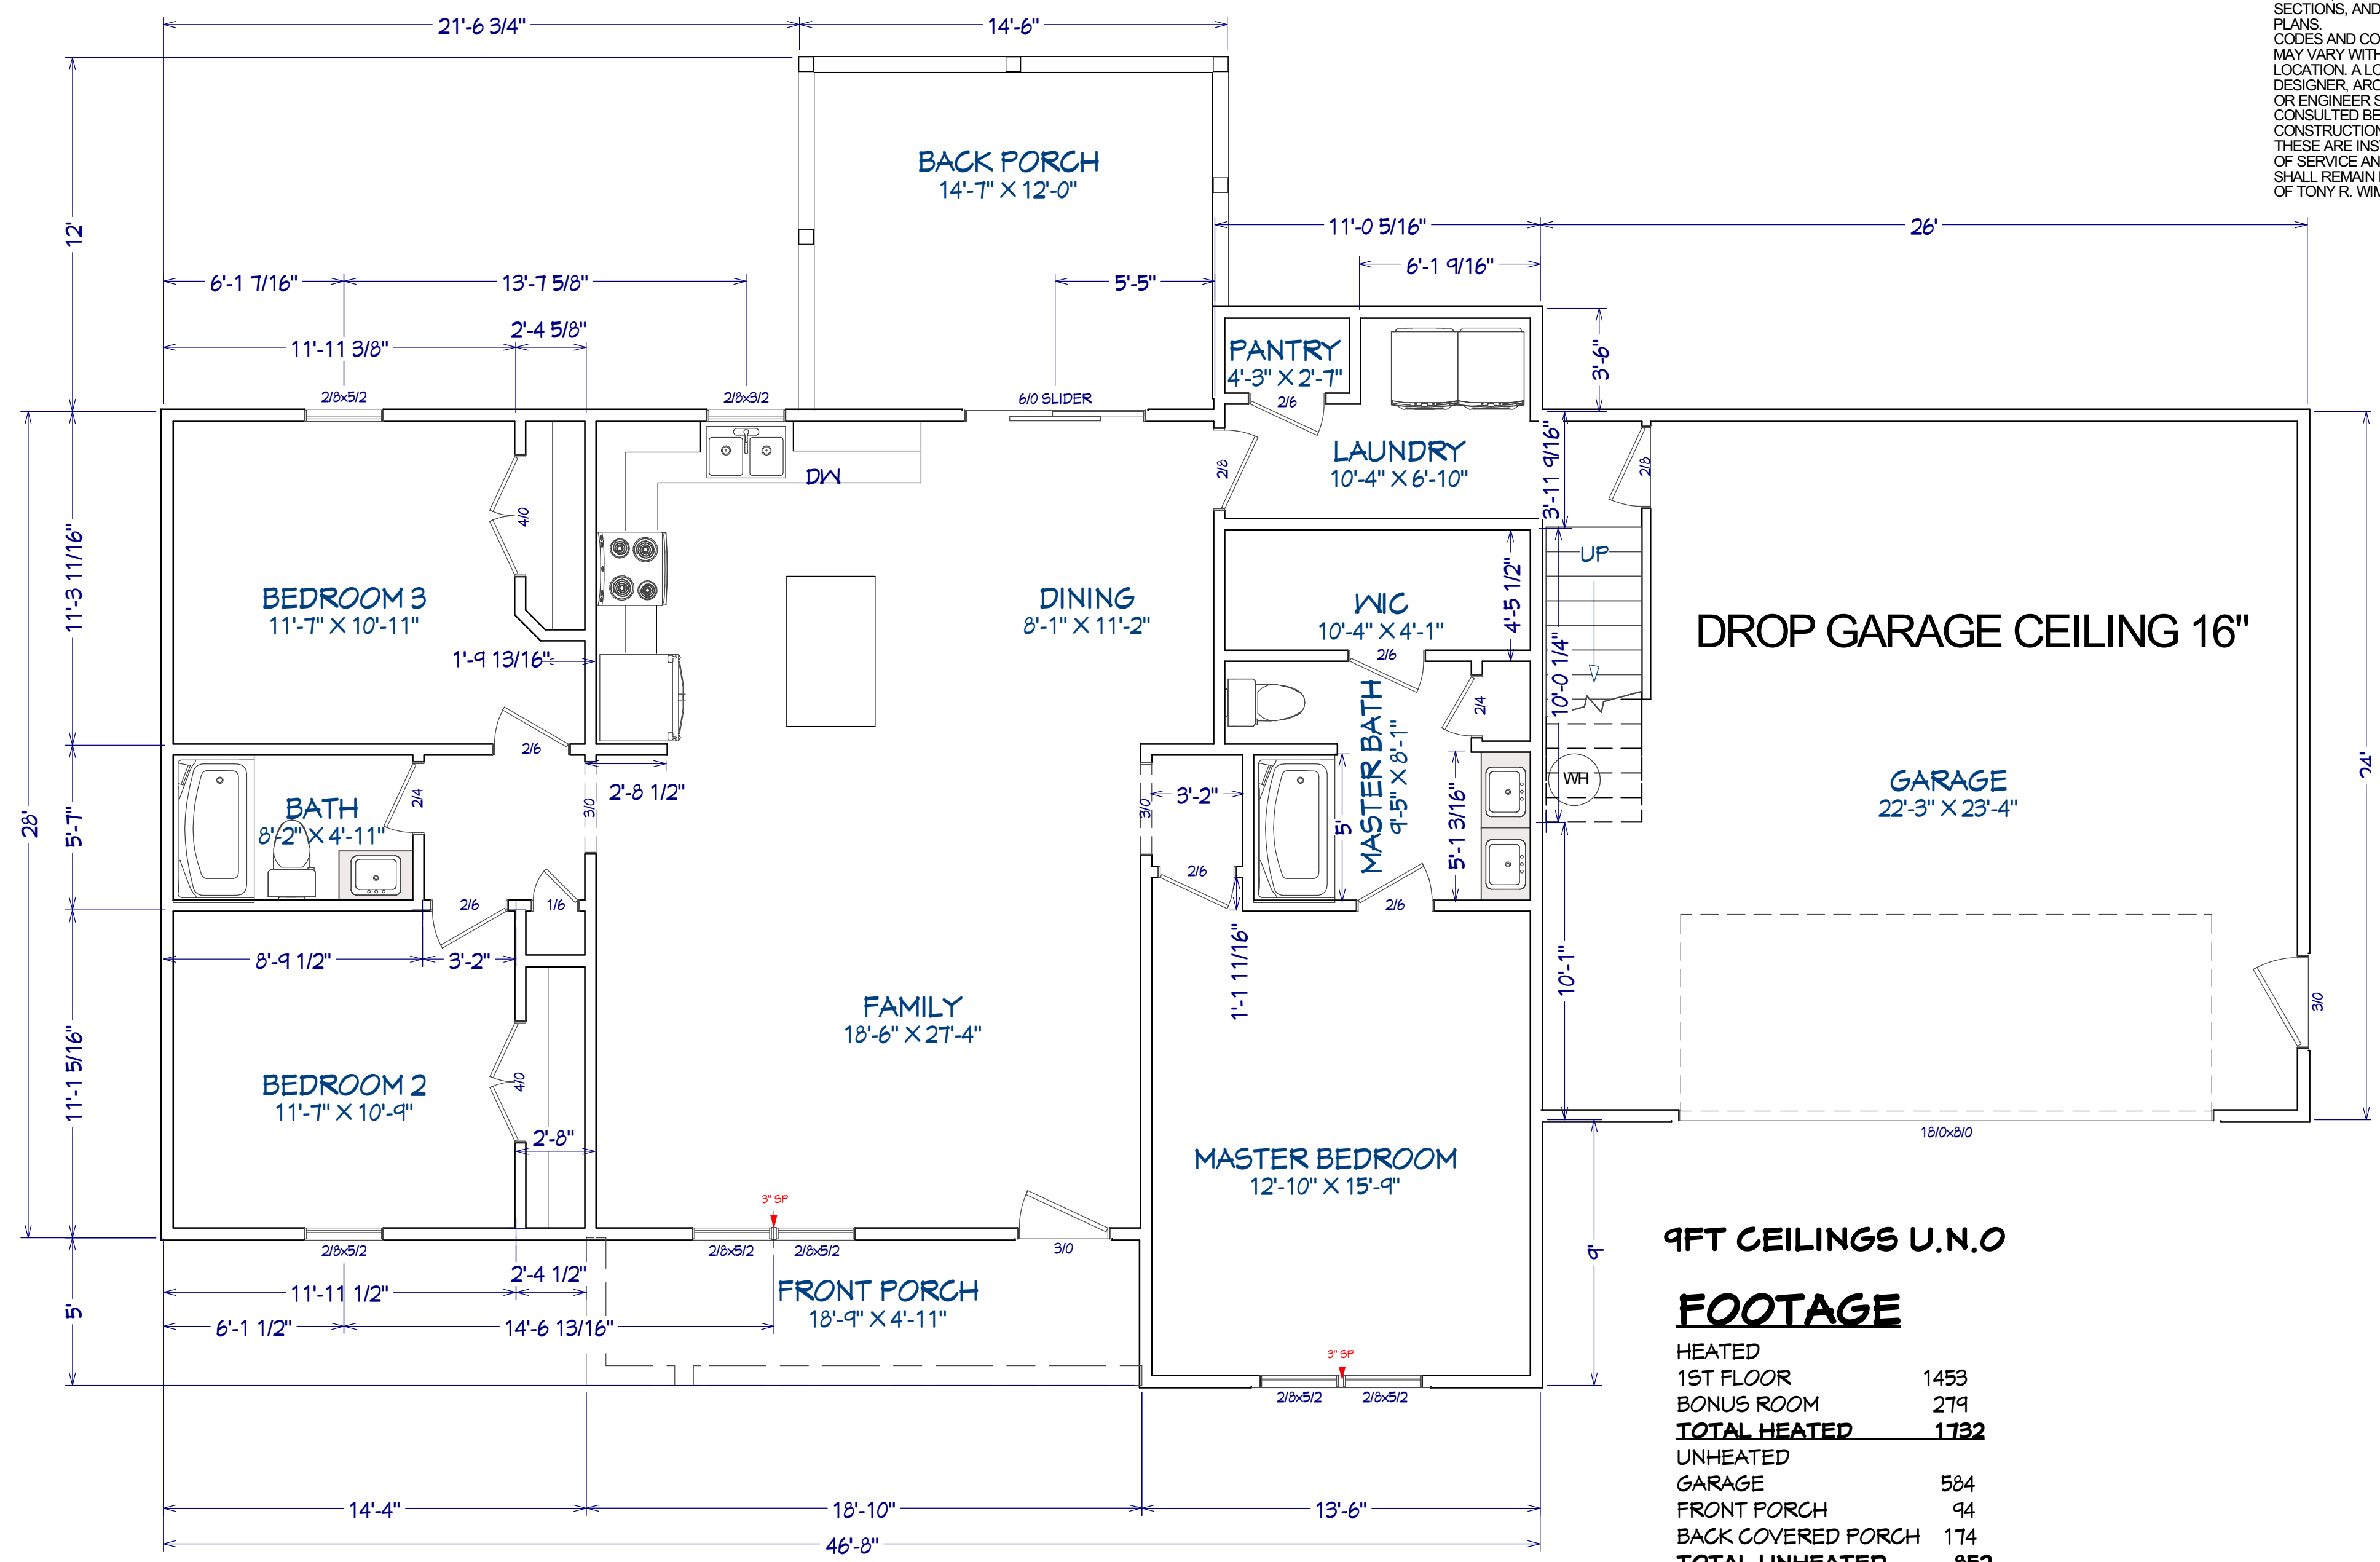 SECTIONS, AND
PLANS.
CODES AND CO
MAY VARY WITH
LOCATION. A LO
DESIGNER, ARC
OR ENGINEER S
CONSULTED BE
CONSTRUCTION
THESE ARE INS
OF SERVICE AN
SHALL REMAIN
OF TONY R. WIM
21'-6 3/4"
14'-6"
12'
BACK PORCH
14'-7" X 12'-0"
11'-0 5/16"
26'
6'-1 9/16"
6'-1 7/16"
13'-7 5/8"
5'-5"
11'-11 3/8"
2'-4 5/8"
3'-6"
2/8x5/2
2/8x3/2
6/0 SLIDER
PANTRY
4'-3" X 2'-7"
2/6
LAUNDRY
10'-4" X 6'-10"
2/8
3'-11 9/16"
2/8
DW
4/0
UP
28'
11'-3 11/16"
BEDROOM 3
11'-7" X 10'-11"
DINING
8'-1" X 11'-2"
WIC
10'-4" X 4'-1"
4'-5 1/2"
2/6
DROP GARAGE CEILING 16"
1'-9 13/16"
10'-0 1/4"
2/4
2/6
MASTER BATH
9'-5" X 8'-1"
WH
GARAGE
22'-3" X 23'-4"
24'
5'-7"
BATH
8'-2" X 4'-11"
2/4
3/0
2'-8 1/2"
3/0
3'-2"
5'
5'-1 3/16"
2/6
2/6
2/6
1/6
8'-9 1/2"
3'-2"
1'-1 11/16"
10'-1"
3/0
11'-1 5/16"
FAMILY
18'-6" X 27'-4"
BEDROOM 2
11'-7" X 10'-9"
4/0
2'-8"
18/0x8/0
MASTER BEDROOM
12'-10" X 15'-9"
3" SP
2/8x5/2
2/8x5/2
2/8x5/2
3/0
9'
5'
2'-4 1/2"
11'-11 1/2"
6'-1 1/2"
14'-6 13/16"
FRONT PORCH
18'-9" X 4'-11"
3" SP
2/8x5/2
2/8x5/2
14'-4"
18'-10"
13'-6"
46'-8"
9FT CEILINGS U.N.O
FOOTAGE
HEATED
1ST FLOOR 1453
BONUS ROOM 279
TOTAL HEATED 1732
UNHEATED
GARAGE 584
FRONT PORCH 94
BACK COVERED PORCH 174
TOTAL UNHEATED 852